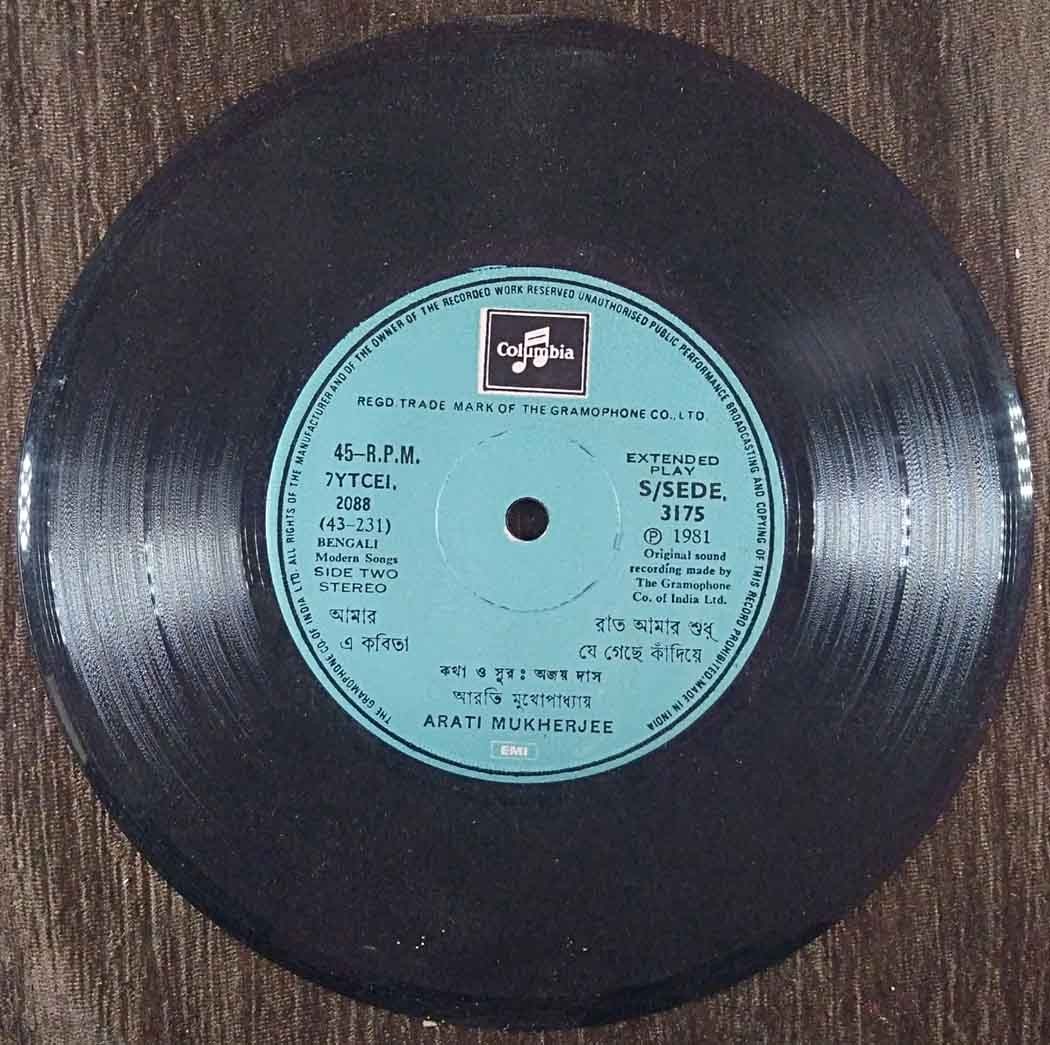 THE GRAMOPHONE CO. OF INDIA LTD. ALL RIGHTS OF THE MANUFACTURER AND OF THE OWNER OF THE RECORDED WORK RESERVED UNAUTHORISED PUBLIC PERFORMANCE BROADCASTING AND COPYING OF THIS RECORD PROHIBITED. MADE IN INDIA
Columbia
REGD. TRADE MARK OF THE GRAMOPHONE CO., LTD.
45–R.P.M.
7YTCEI.
2088
(43–231)
BENGALI
Modern Songs
SIDE TWO
STEREO
EXTENDED
PLAY
S/SEDE.
3175
Ⓟ 1981
Original sound
recording made by
The Gramophone
Co. of India Ltd.
আমার
এ কবিতা
রাত আমার শুধু
যে গেছে কাঁদিয়ে
কথা ও সুর : অজয় দাস
আরতি মুখোপাধ্যায়
ARATI MUKHERJEE
EMI